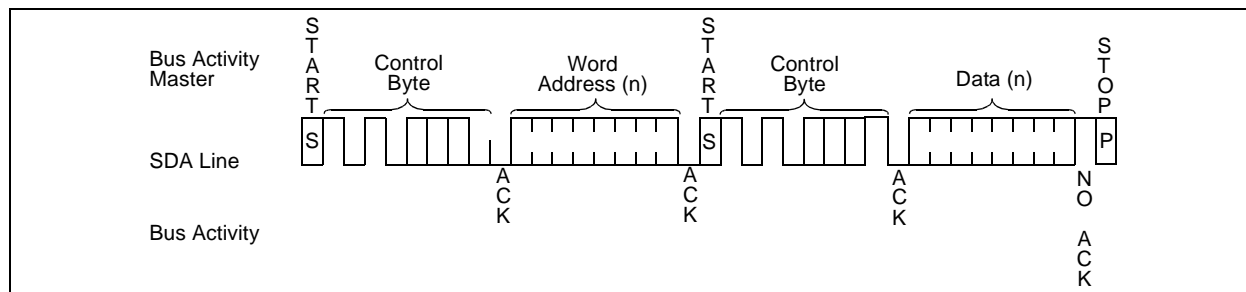 Bus Activity
Master
START
Control
Byte
Word
Address (n)
START
Control
Byte
Data (n)
STOP
SDA Line
S
S
P
ACK
ACK
ACK
NO ACK
Bus Activity